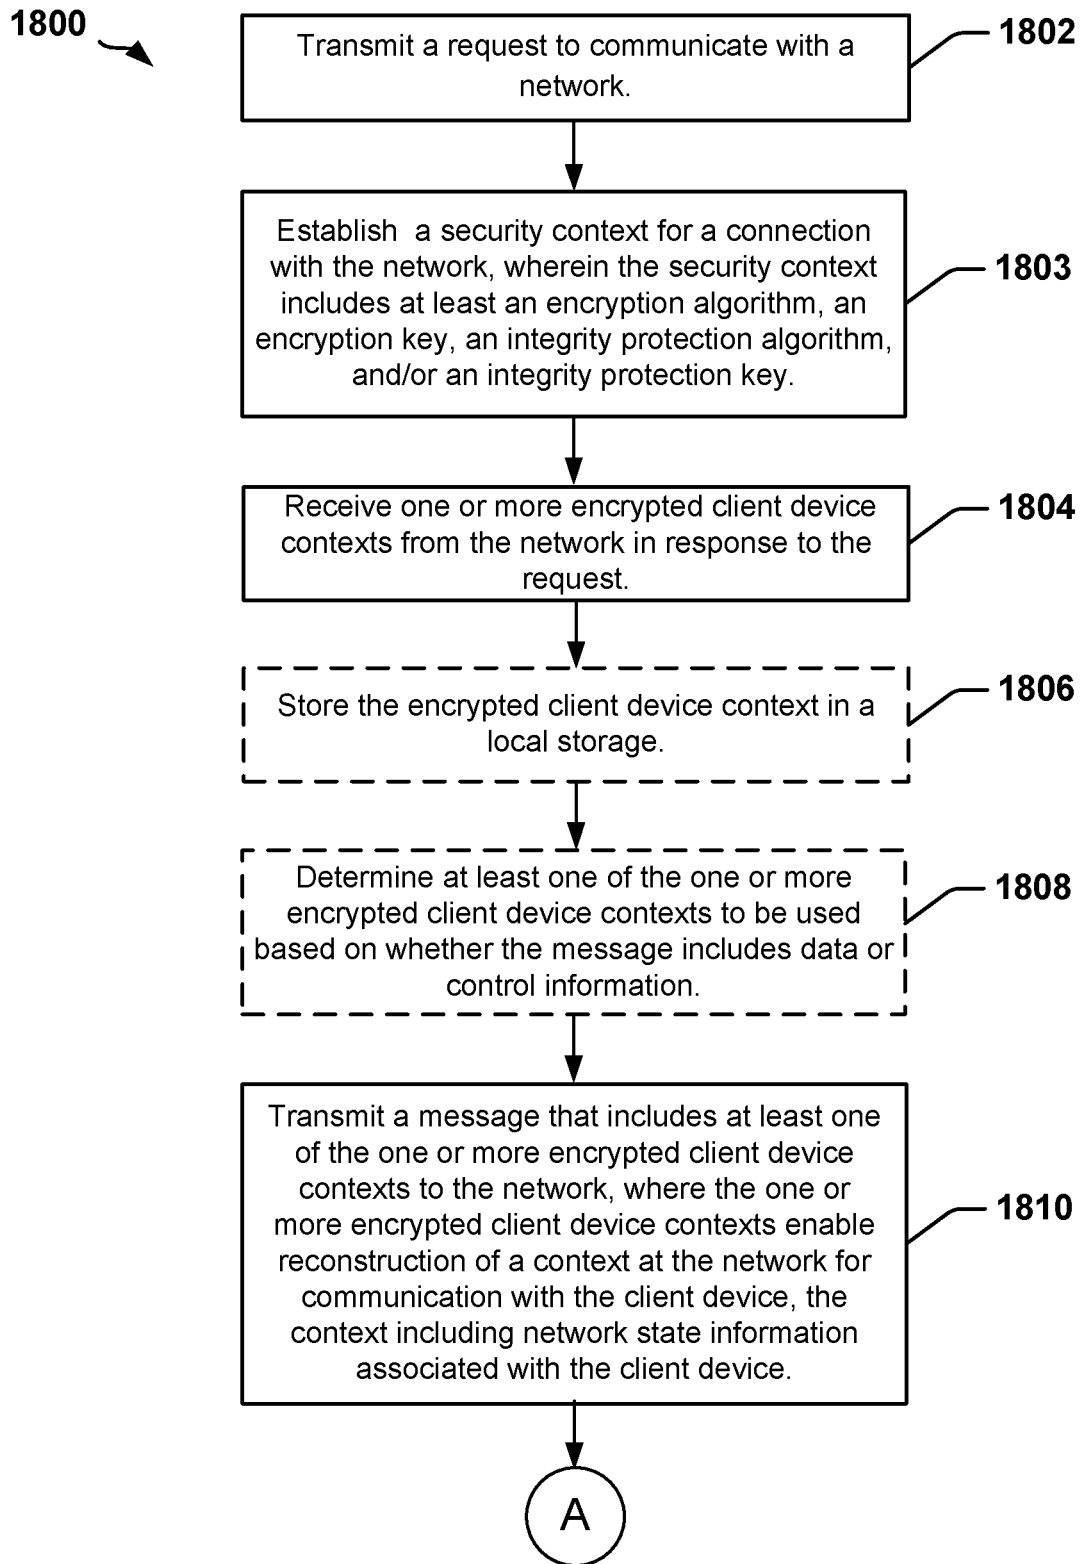 1800
Transmit a request to communicate with a
network.
1802
Establish a security context for a connection
with the network, wherein the security context
includes at least an encryption algorithm, an
encryption key, an integrity protection algorithm,
and/or an integrity protection key.
1803
Receive one or more encrypted client device
contexts from the network in response to the
request.
1804
Store the encrypted client device context in a
local storage.
1806
Determine at least one of the one or more
encrypted client device contexts to be used
based on whether the message includes data or
control information.
1808
Transmit a message that includes at least one
of the one or more encrypted client device
contexts to the network, where the one or
more encrypted client device contexts enable
reconstruction of a context at the network for
communication with the client device, the
context including network state information
associated with the client device.
1810
A